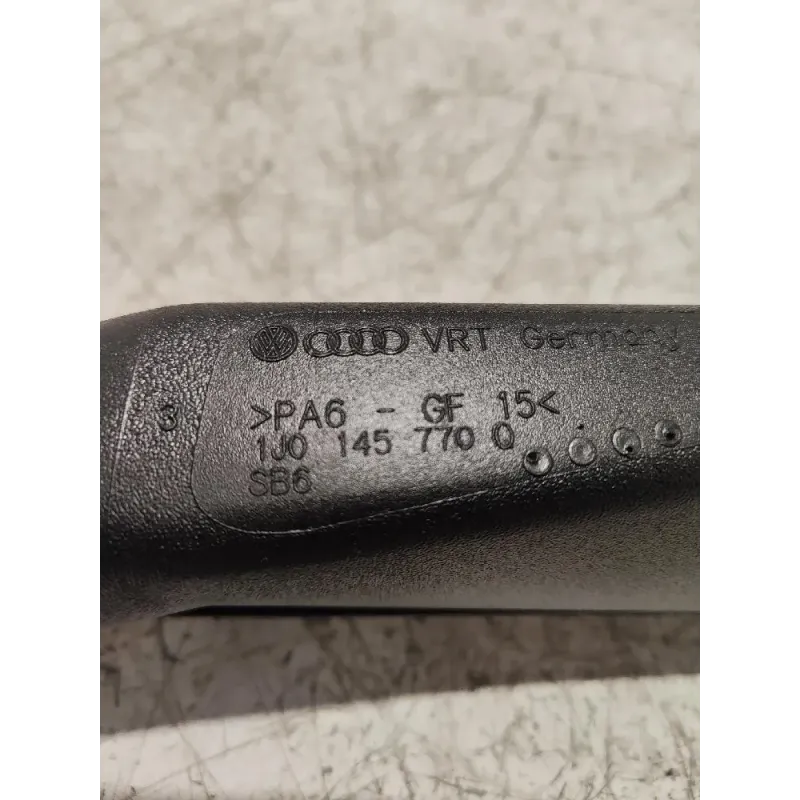 VRT Germany
3
>PA6 - GF 15<
1J0 145 770 Q
SB6